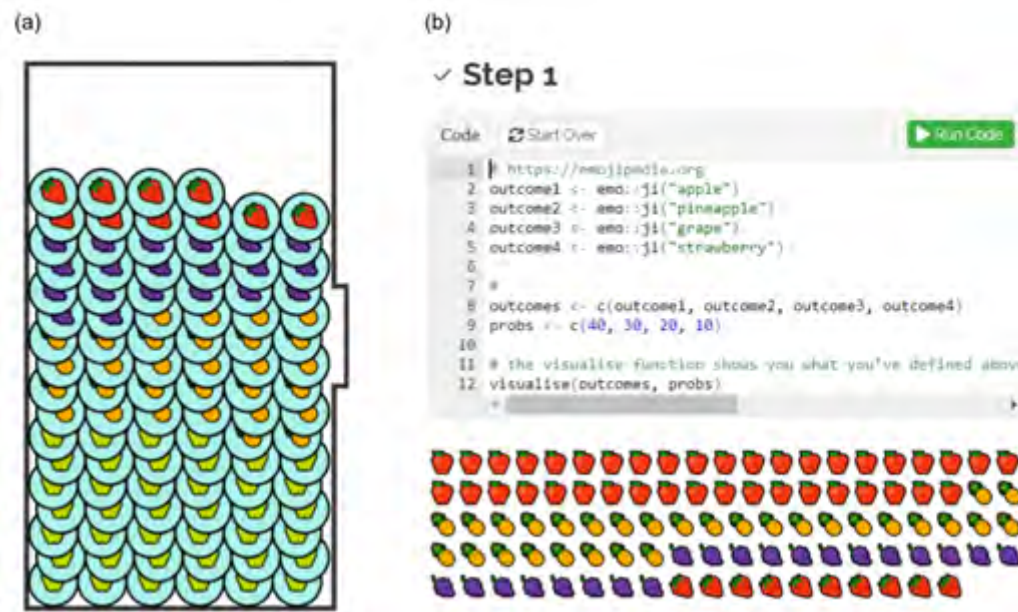 (a)
(b)
✓ Step 1
Code Start Over
Run Code
1 # https://emojipedia.org
2 outcome1 <- emo::ji("apple")
3 outcome2 <- emo::ji("pineapple")
4 outcome3 <- emo::ji("grape")
5 outcome4 <- emo::ji("strawberry")
6
7 #
8 outcomes <- c(outcome1, outcome2, outcome3, outcome4)
9 probs <- c(40, 30, 20, 10)
10
11 # the visualise function shows you what you've defined above
12 visualise(outcomes, probs)